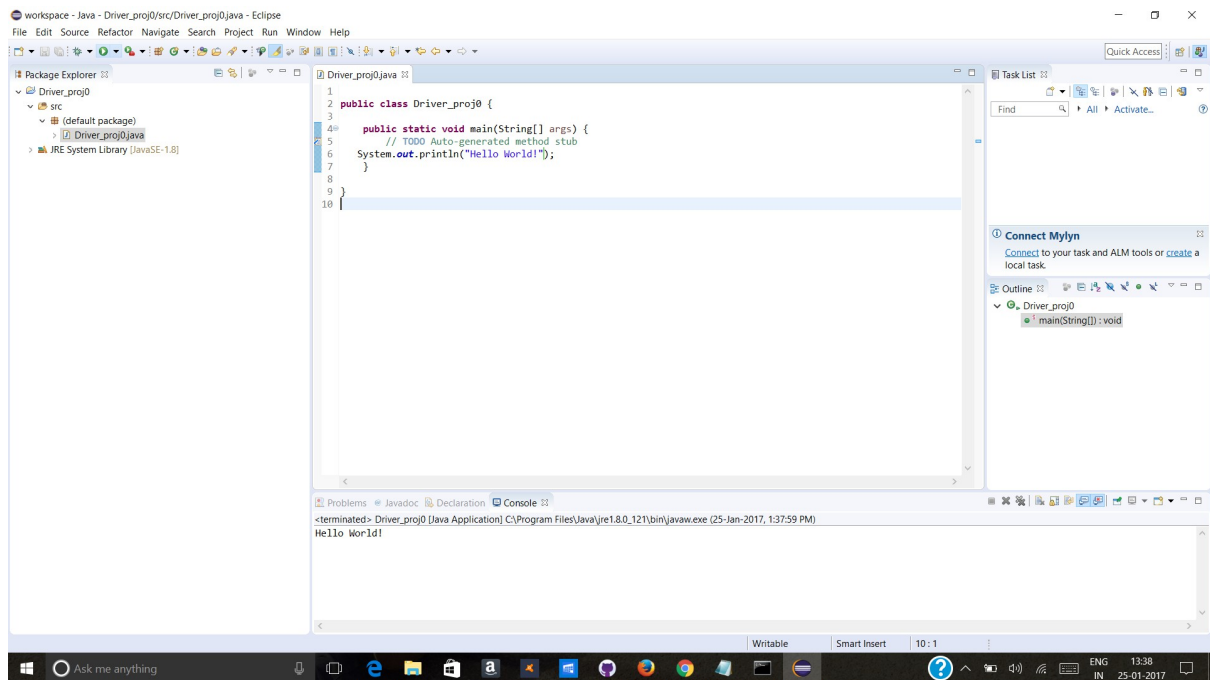 workspace - Java - Driver_proj0/src/Driver_proj0.java - Eclipse
File Edit Source Refactor Navigate Search Project Run Window Help
Quick Access
Package Explorer
Driver_proj0
src
(default package)
Driver_proj0.java
JRE System Library [JavaSE-1.8]
Driver_proj0.java
1
2 public class Driver_proj0 {
3
4 public static void main(String[] args) {
5 // TODO Auto-generated method stub
6 System.out.println("Hello World!");
7 }
8
9 }
10
Task List
Find All Activate...
Connect Mylyn
Connect to your task and ALM tools or create a
local task.
Outline
Driver_proj0
main(String[]) : void
Problems Javadoc Declaration Console
<terminated> Driver_proj0 [Java Application] C:\Program Files\Java\jre1.8.0_121\bin\javaw.exe (25-Jan-2017, 1:37:59 PM)
Hello World!
Writable Smart Insert 10 : 1
Ask me anything
ENG 13:38
IN 25-01-2017